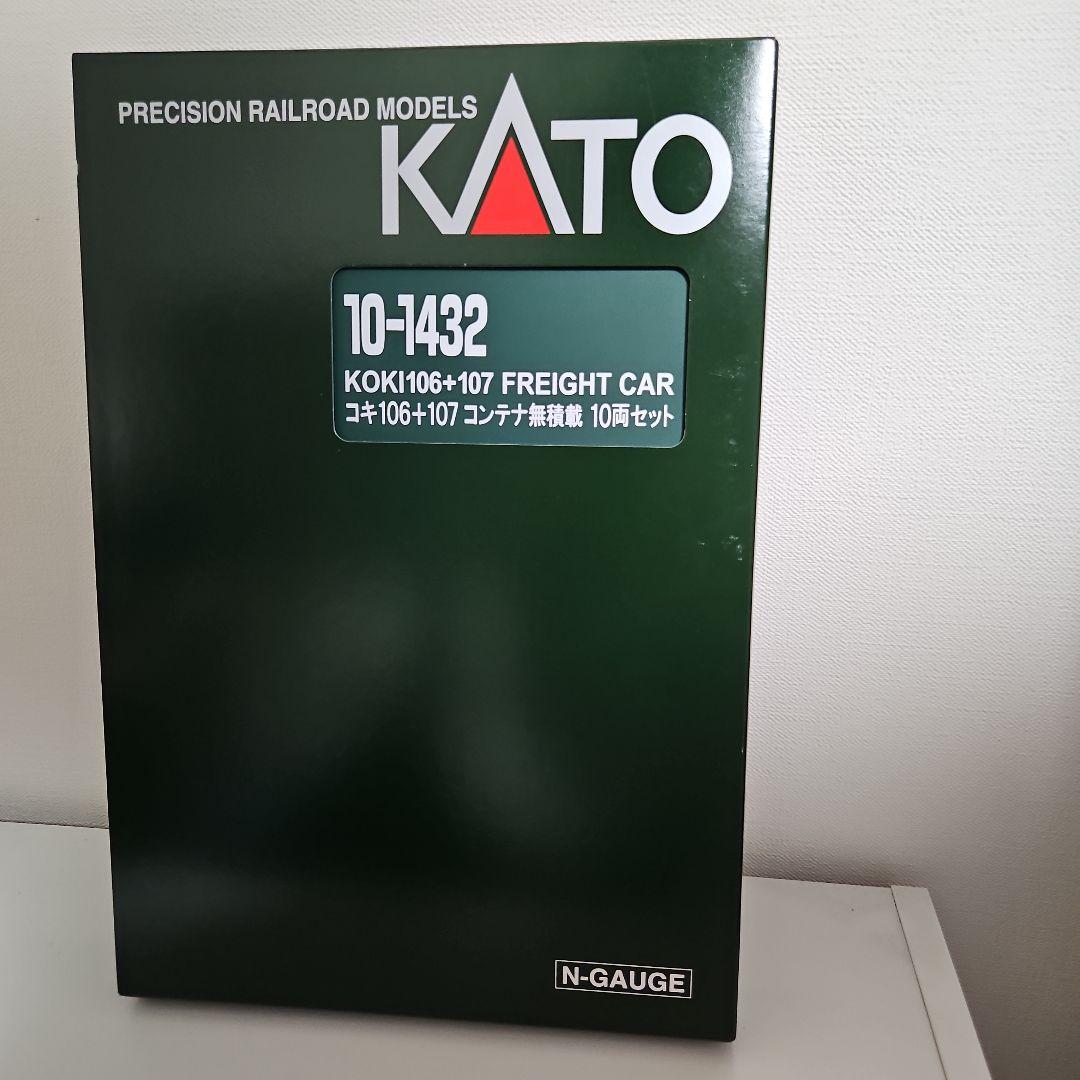 PRECISION RAILROAD MODELS
KATO
10-1432
KOKI106+107 FREIGHT CAR
コキ106+107 コンテナ無積載 10両セット
N-GAUGE